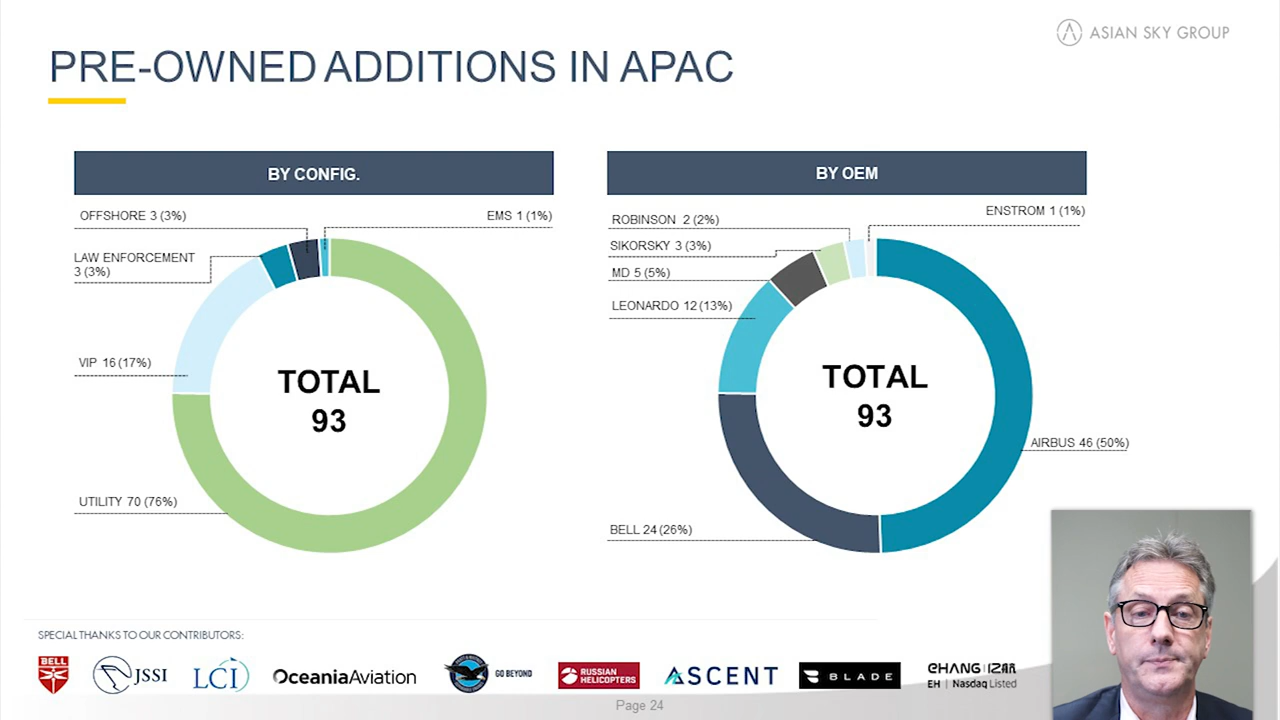 ASIAN SKY GROUP
PRE-OWNED ADDITIONS IN APAC
BY CONFIG.
OFFSHORE 3 (3%)
EMS 1 (1%)
LAW ENFORCEMENT
3 (3%)
VIP 16 (17%)
TOTAL
93
UTILITY 70 (76%)
BY OEM
ROBINSON 2 (2%)
ENSTROM 1 (1%)
SIKORSKY 3 (3%)
MD 5 (5%)
LEONARDO 12 (13%)
TOTAL
93
AIRBUS 46 (50%)
BELL 24 (26%)
SPECIAL THANKS TO OUR CONTRIBUTORS:
BELL
JSSI
LCI
OceaniaAviation
GO BEYOND
RUSSIAN
HELICOPTERS
ASCENT
BLADE
EHANG | 亿航
EH | Nasdaq Listed
Page 24